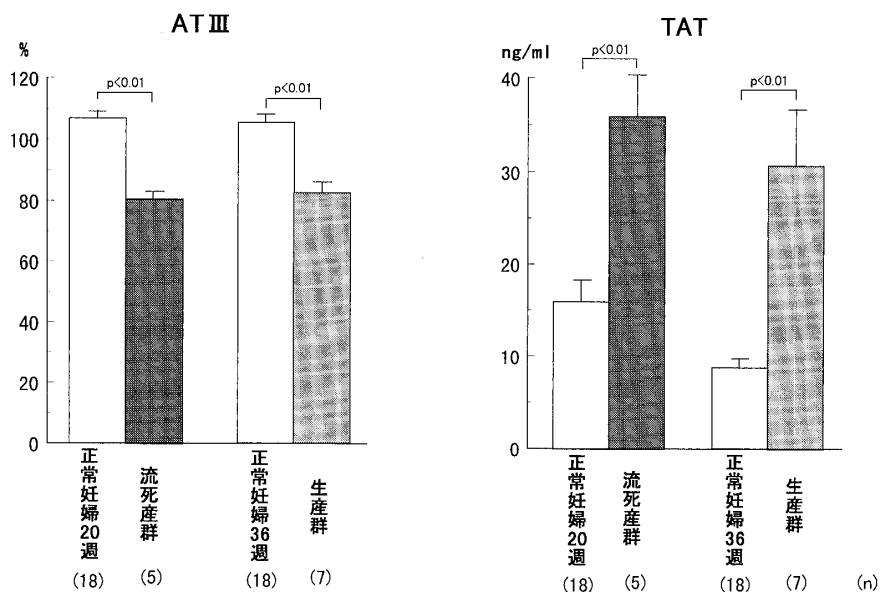 AT Ⅲ
%
p<0.01
p<0.01
120
100
80
60
40
20
0
正常妊婦20週
流死産群
正常妊婦36週
生産群
(18)
(5)
(18)
(7)
TAT
ng/ml
p<0.01
p<0.01
40
30
20
10
0
正常妊婦20週
流死産群
正常妊婦36週
生産群
(18)
(5)
(18)
(7)
(n)